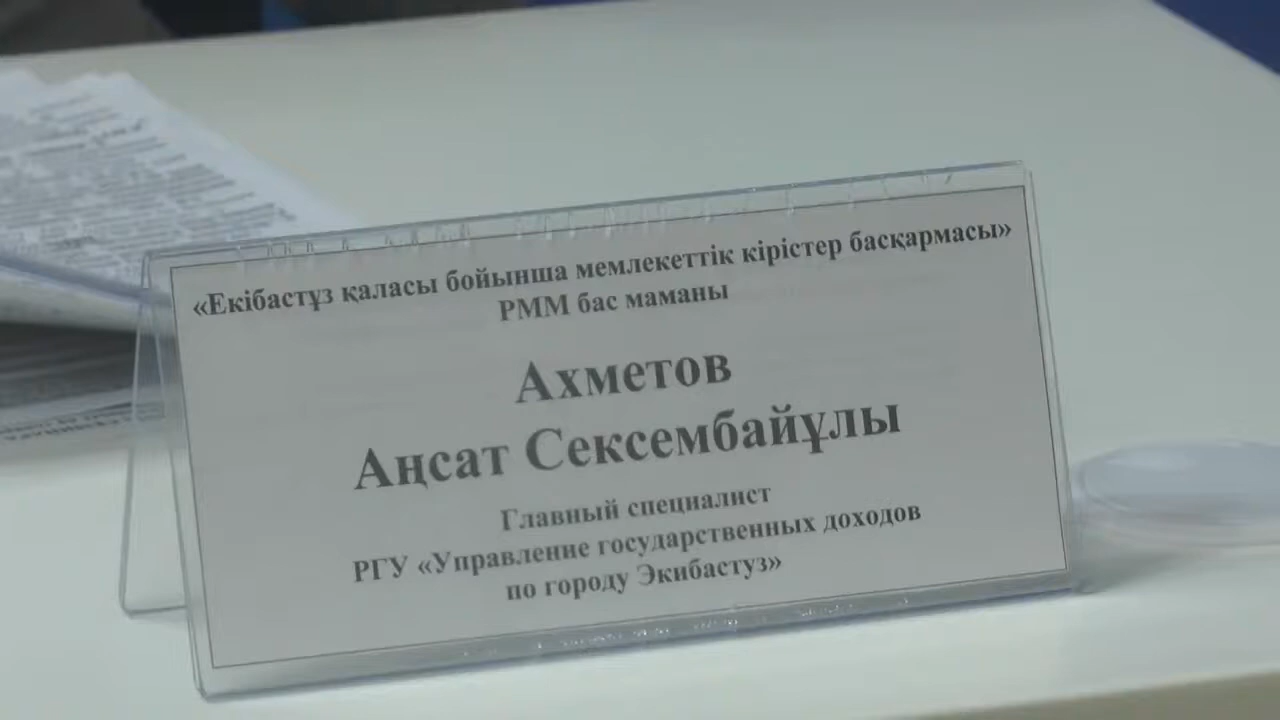 «Екібастұз қаласы бойынша мемлекеттік кірістер басқармасы»
РММ бас маманы
Ахметов
Аңсат Сексембайұлы
Главный специалист
РГУ «Управление государственных доходов
по городу Экибастуз»